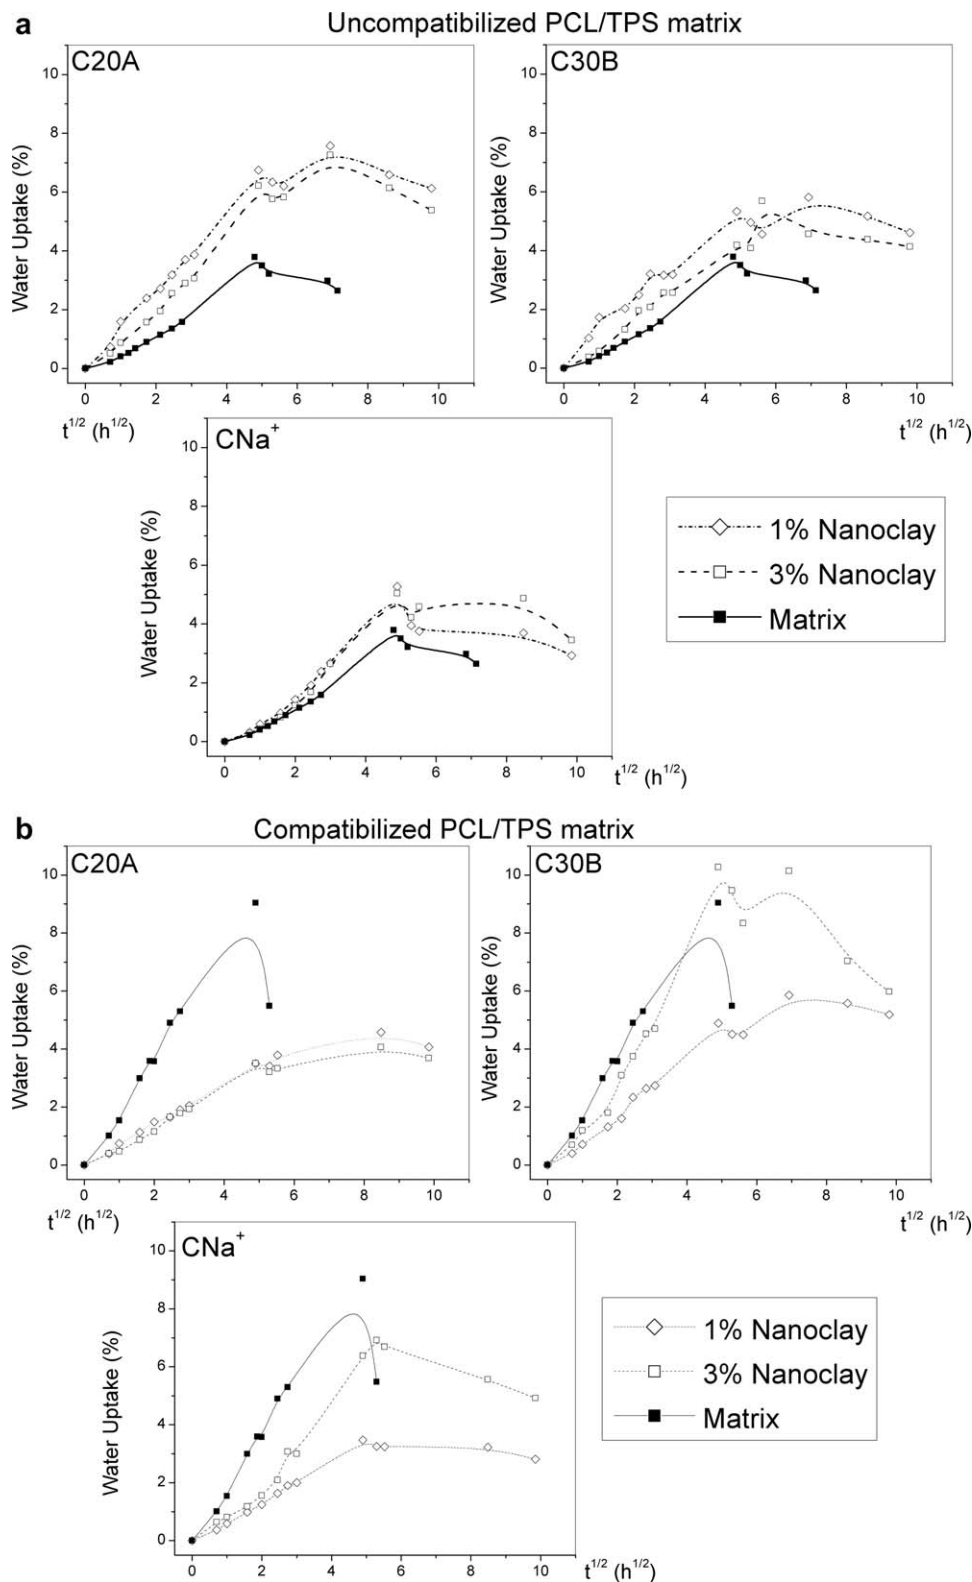 a
Uncompatibilized PCL/TPS matrix
C20A
10
8
6
4
2
0
Water Uptake (%)
0 2 4 6 8 10
t^1/2 (h^1/2)
C30B
10
8
6
4
2
0
Water Uptake (%)
0 2 4 6 8 10
t^1/2 (h^1/2)
CNa^+
10
8
6
4
2
0
Water Uptake (%)
0 2 4 6 8 10
t^1/2 (h^1/2)
1% Nanoclay
3% Nanoclay
Matrix
b
Compatibilized PCL/TPS matrix
C20A
10
8
6
4
2
0
Water Uptake (%)
0 2 4 6 8 10
t^1/2 (h^1/2)
C30B
10
8
6
4
2
0
Water Uptake (%)
0 2 4 6 8 10
t^1/2 (h^1/2)
CNa^+
10
8
6
4
2
0
Water Uptake (%)
0 2 4 6 8 10
t^1/2 (h^1/2)
1% Nanoclay
3% Nanoclay
Matrix